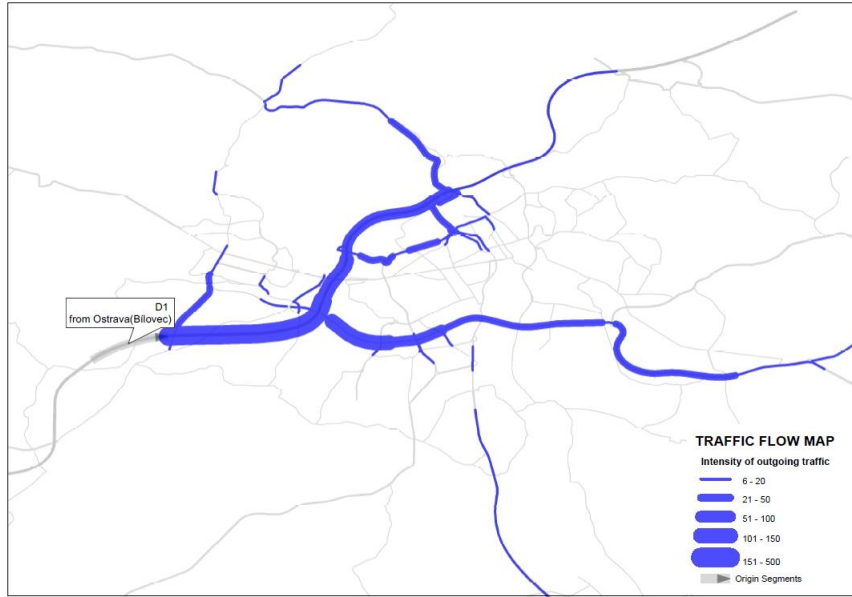 D1
from Ostrava(Bílovec)
TRAFFIC FLOW MAP
Intensity of outgoing traffic
6 - 20
21 - 50
51 - 100
101 - 150
151 - 500
Origin Segments